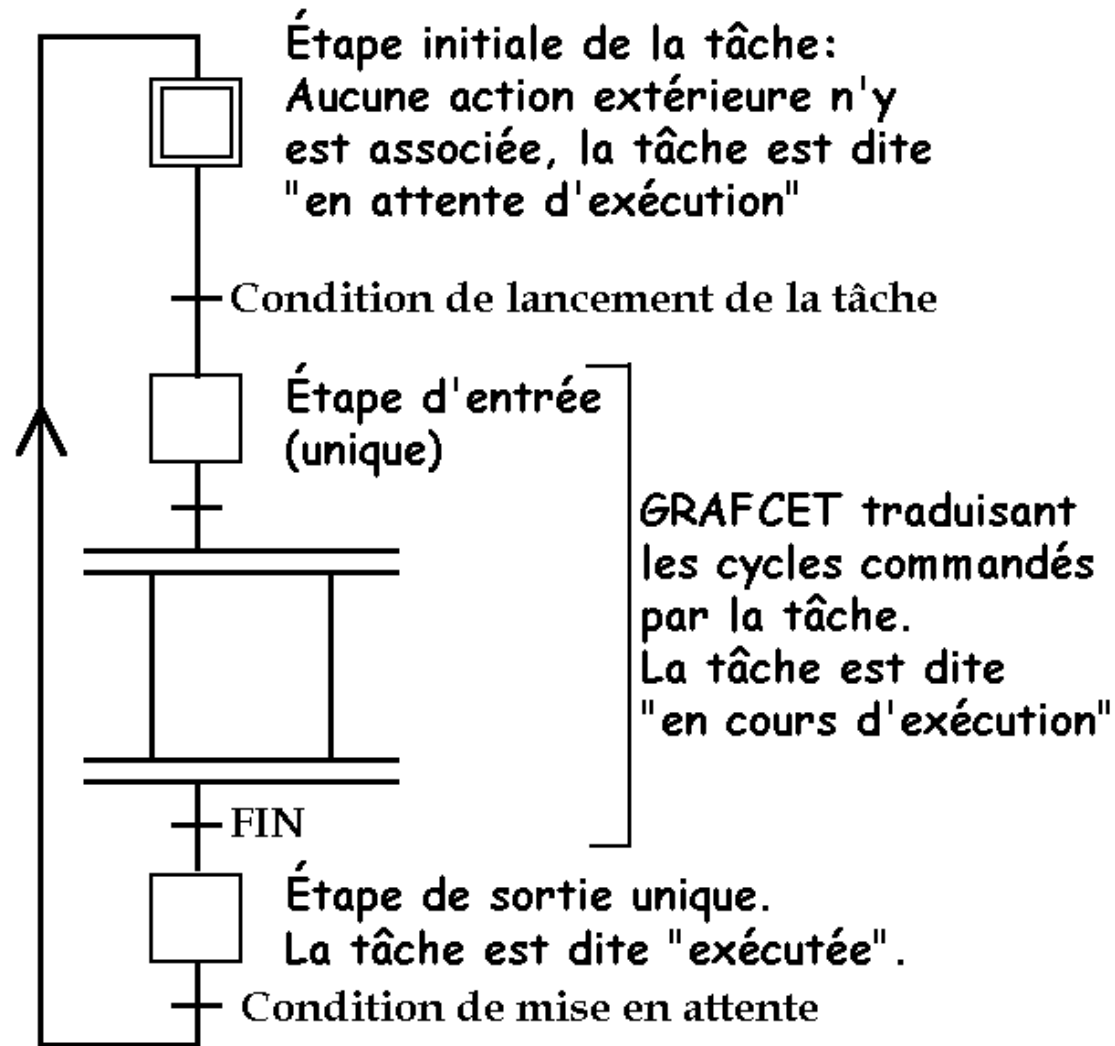 Étape initiale de la tâche:
Aucune action extérieure n'y
est associée, la tâche est dite
"en attente d'exécution"
Condition de lancement de la tâche
Étape d'entrée
(unique)
GRAFCET traduisant
les cycles commandés
par la tâche.
La tâche est dite
"en cours d'exécution"
FIN
Étape de sortie unique.
La tâche est dite "exécutée".
Condition de mise en attente